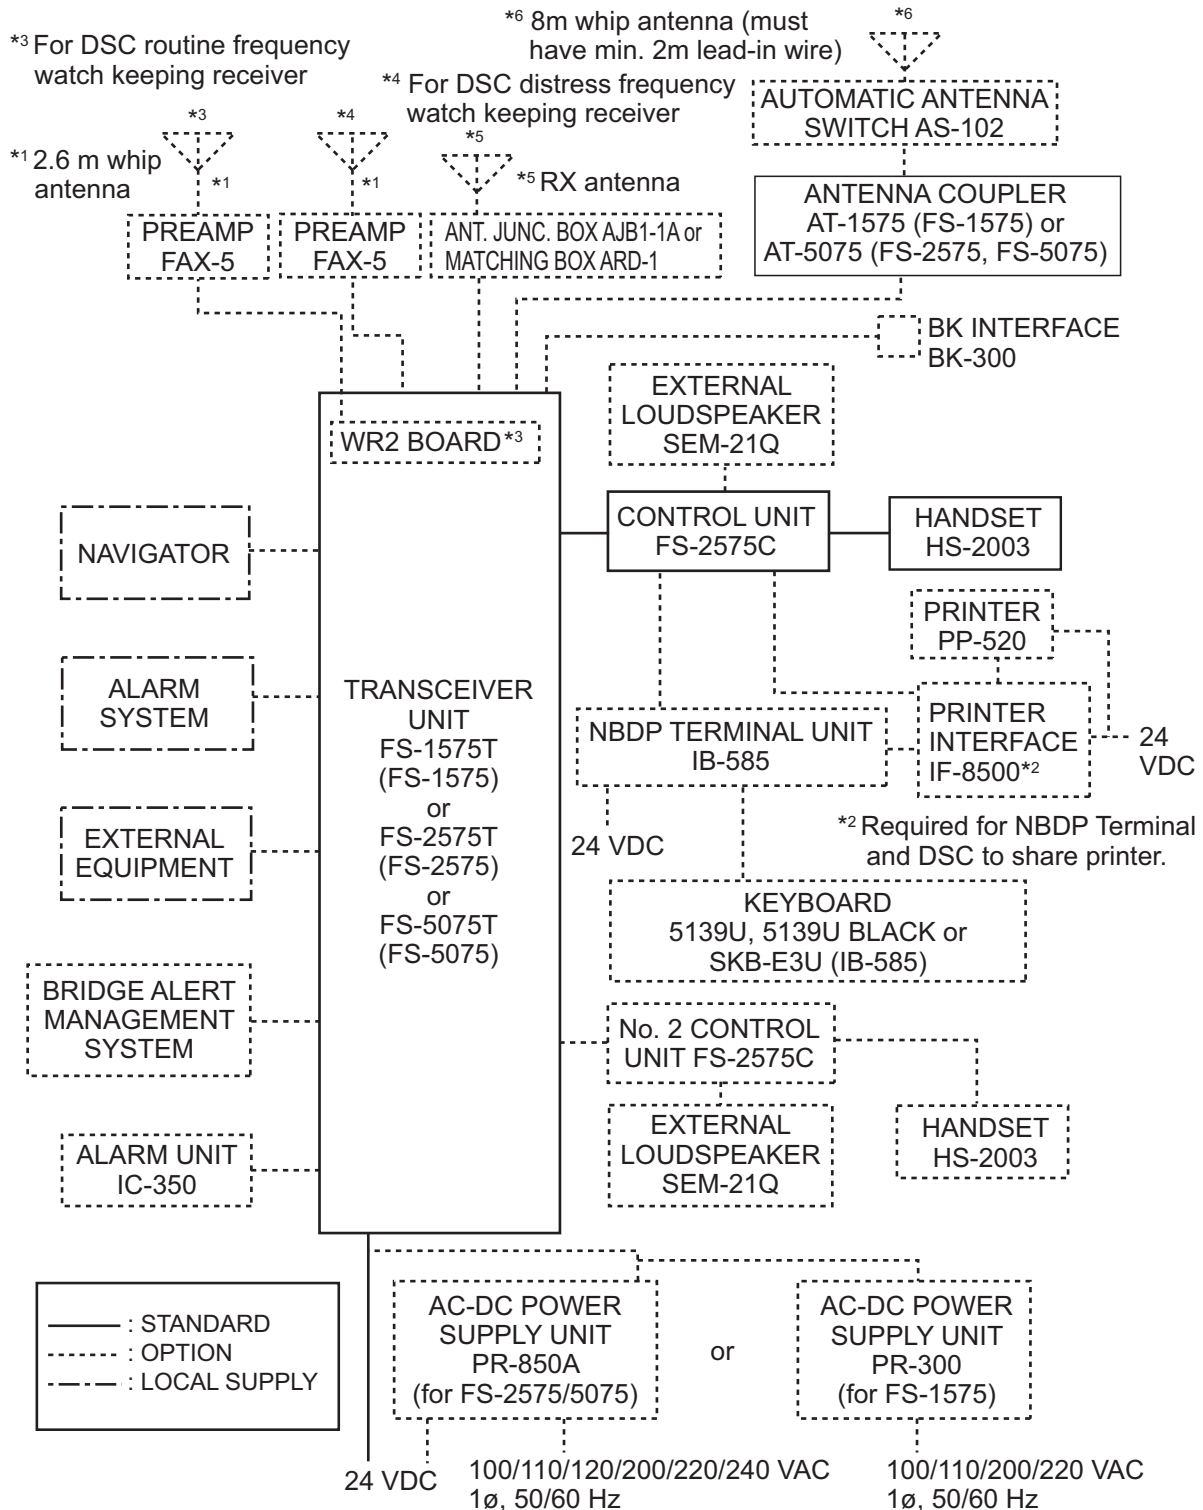 *6 8m whip antenna (must
have min. 2m lead-in wire)
*6
*3 For DSC routine frequency
watch keeping receiver
*4 For DSC distress frequency
watch keeping receiver
AUTOMATIC ANTENNA
SWITCH AS-102
*3
*4
*5
*1 2.6 m whip
antenna
*1
*1
*5 RX antenna
PREAMP
FAX-5
PREAMP
FAX-5
ANT. JUNC. BOX AJB1-1A or
MATCHING BOX ARD-1
ANTENNA COUPLER
AT-1575 (FS-1575) or
AT-5075 (FS-2575, FS-5075)
BK INTERFACE
BK-300
EXTERNAL
LOUDSPEAKER
SEM-21Q
WR2 BOARD*3
CONTROL UNIT
FS-2575C
HANDSET
HS-2003
NAVIGATOR
PRINTER
PP-520
ALARM
SYSTEM
TRANSCEIVER
UNIT
FS-1575T
(FS-1575)
or
FS-2575T
(FS-2575)
or
FS-5075T
(FS-5075)
NBDP TERMINAL UNIT
IB-585
PRINTER
INTERFACE
IF-8500*2
24
VDC
24 VDC
*2 Required for NBDP Terminal
and DSC to share printer.
EXTERNAL
EQUIPMENT
KEYBOARD
5139U, 5139U BLACK or
SKB-E3U (IB-585)
BRIDGE ALERT
MANAGEMENT
SYSTEM
No. 2 CONTROL
UNIT FS-2575C
EXTERNAL
LOUDSPEAKER
SEM-21Q
HANDSET
HS-2003
ALARM UNIT
IC-350
: STANDARD
: OPTION
: LOCAL SUPPLY
AC-DC POWER
SUPPLY UNIT
PR-850A
(for FS-2575/5075)
or
AC-DC POWER
SUPPLY UNIT
PR-300
(for FS-1575)
24 VDC
100/110/120/200/220/240 VAC
1ø, 50/60 Hz
100/110/200/220 VAC
1ø, 50/60 Hz